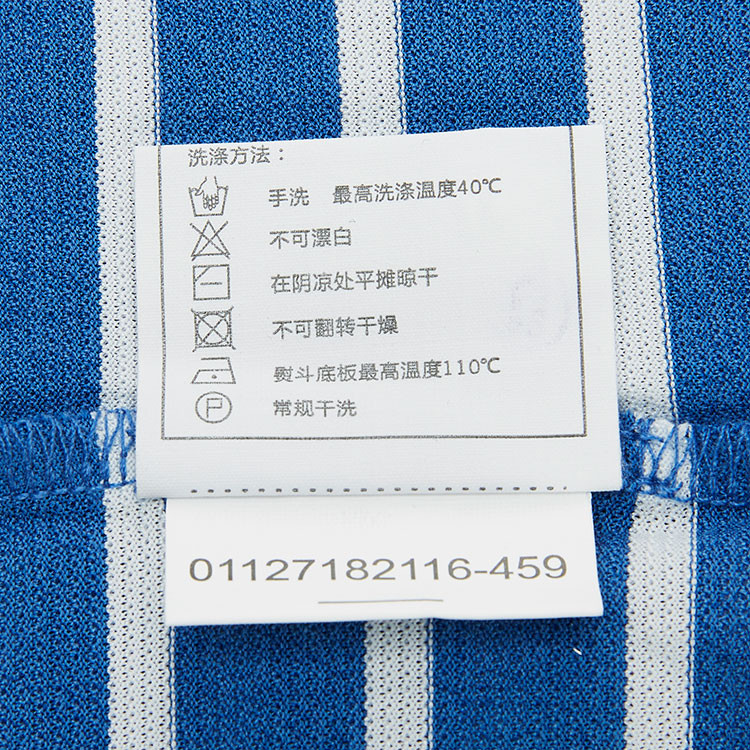 洗涤方法：
手洗 最高洗涤温度40℃
不可漂白
在阴凉处平摊晾干
不可翻转干燥
熨斗底板最高温度110℃
P 常规干洗
01127182116-459